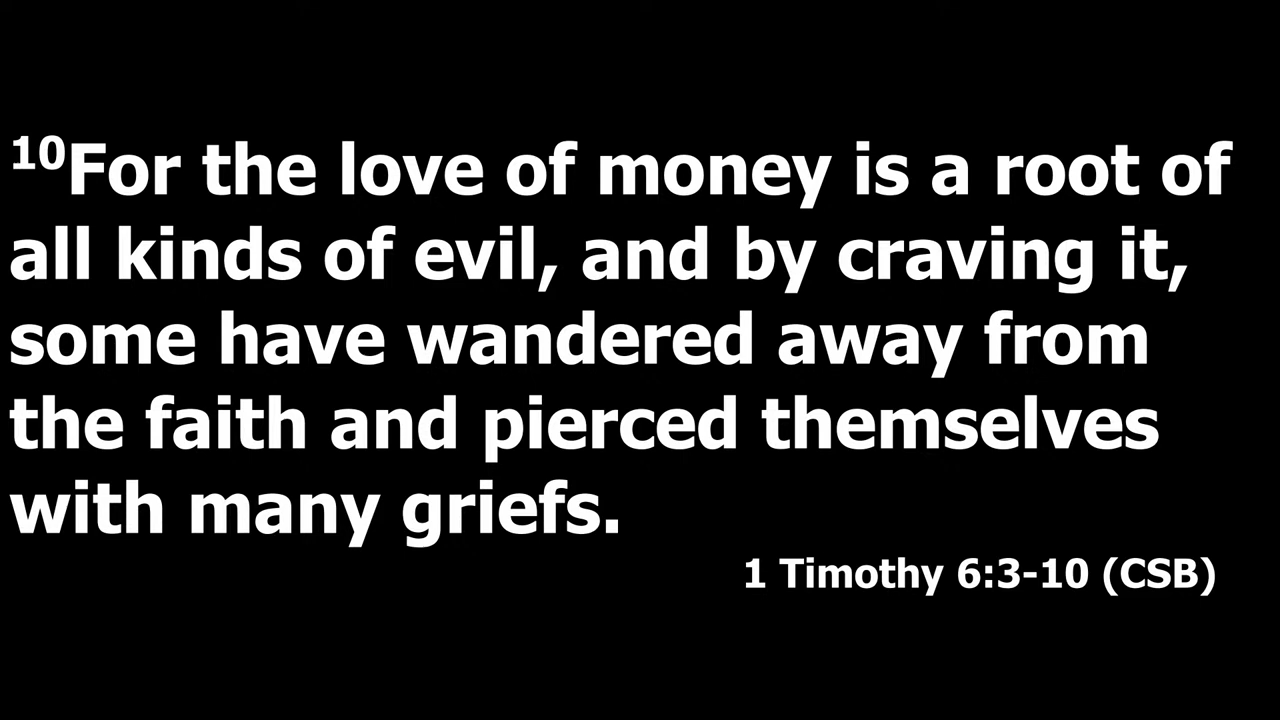 10For the love of money is a root of
all kinds of evil, and by craving it,
some have wandered away from
the faith and pierced themselves
with many griefs.
1 Timothy 6:3-10 (CSB)